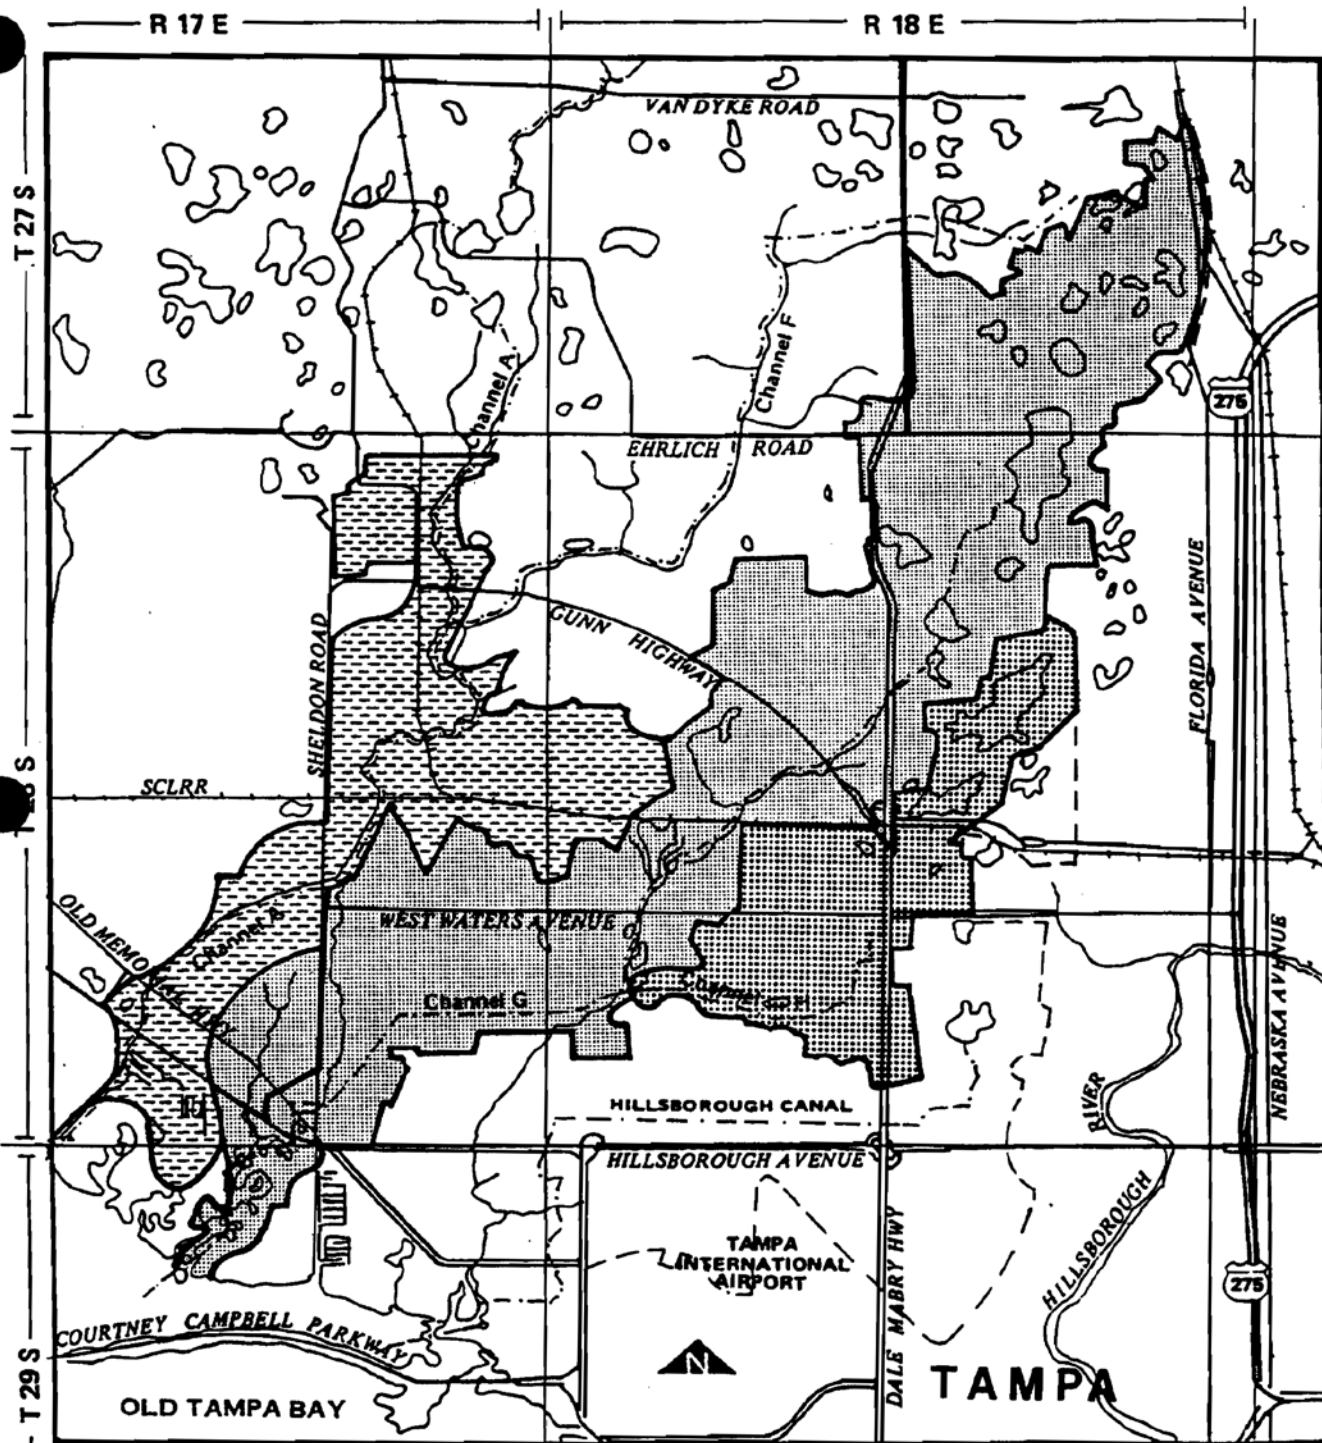 R 17 E
R 18 E
VAN DYKE ROAD
T 27 S
Channel A
Channel F
275
EHRLICH ROAD
GUNN HIGHWAY
SHELDON ROAD
FLORIDA AVENUE
S
SCLRR
OLD MEMORIAL HWY
Channel A
WEST WATERS AVENUE
Channel G
Channel
NEBRASKA AVENUE
HILLSBOROUGH CANAL
HILLSBOROUGH AVENUE
HILLSBOROUGH RIVER
TAMPA
INTERNATIONAL
AIRPORT
DALE MABRY HWY
275
COURTNEY CAMPBELL PARKWAY
N
TAMPA
T 29 S
OLD TAMPA BAY